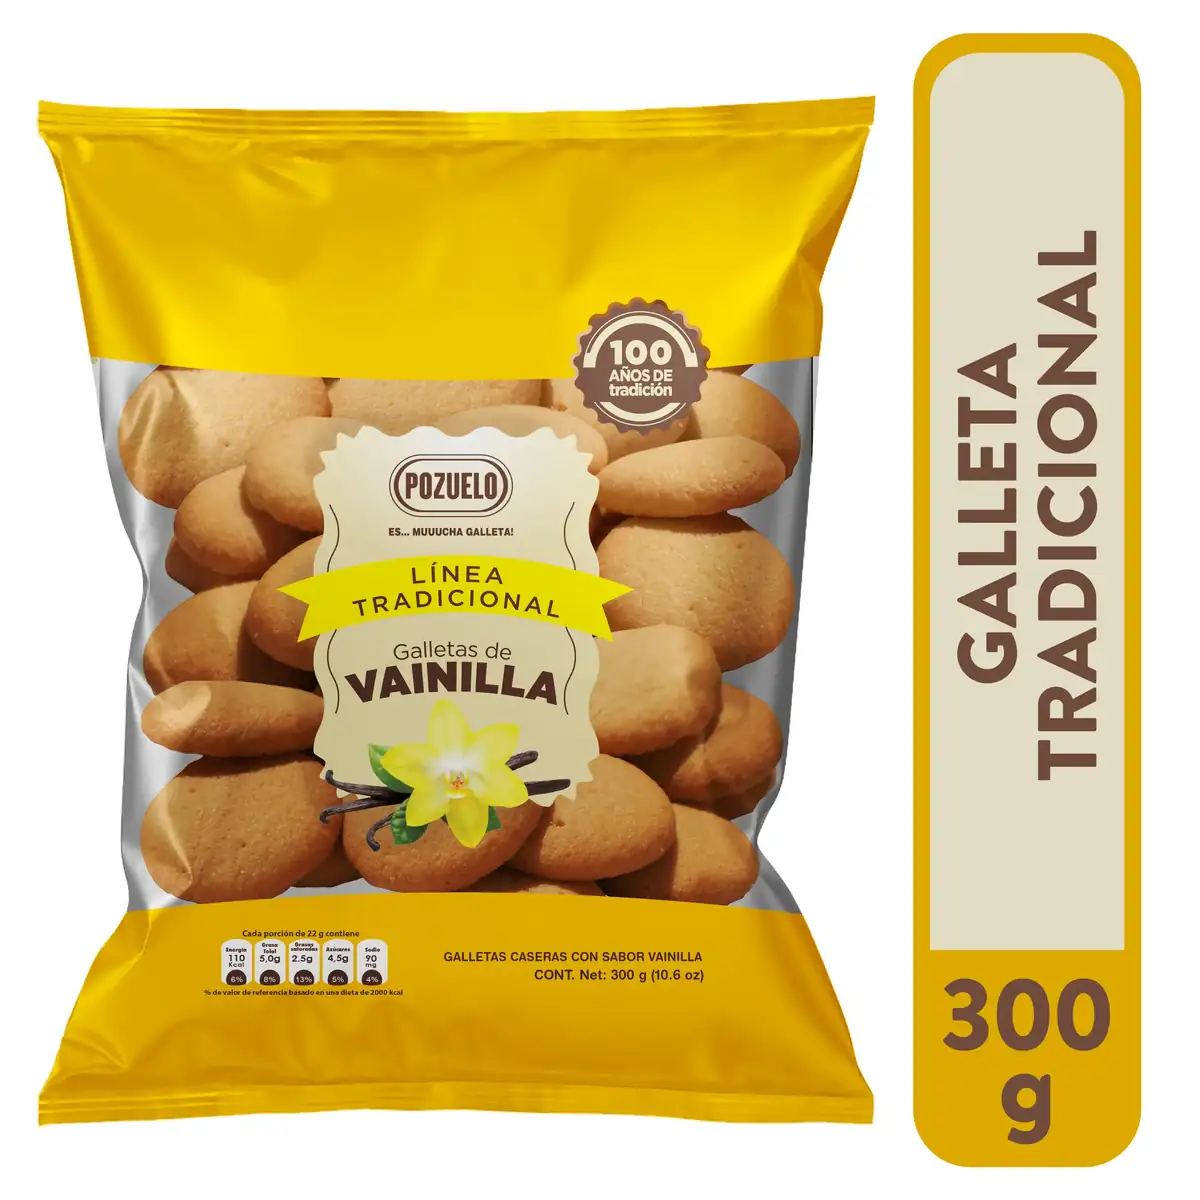 100
AÑOS DE
tradición
POZUELO
ES... MUUUCHA GALLETA!
LÍNEA
TRADICIONAL
Galletas de
VAINILLA
Cada porción de 22 g contiene
Energía
110
Kcal
6%
Grasa
Total
5,0g
8%
Grasas
saturadas
2.5g
13%
Azúcares
4,5g
5%
Sodio
90
mg
4%
% de valor de referencia basado en una dieta de 2000 kcal
GALLETAS CASERAS CON SABOR VAINILLA
CONT. Net: 300 g (10.6 oz)
GALLETA
TRADICIONAL
300
g